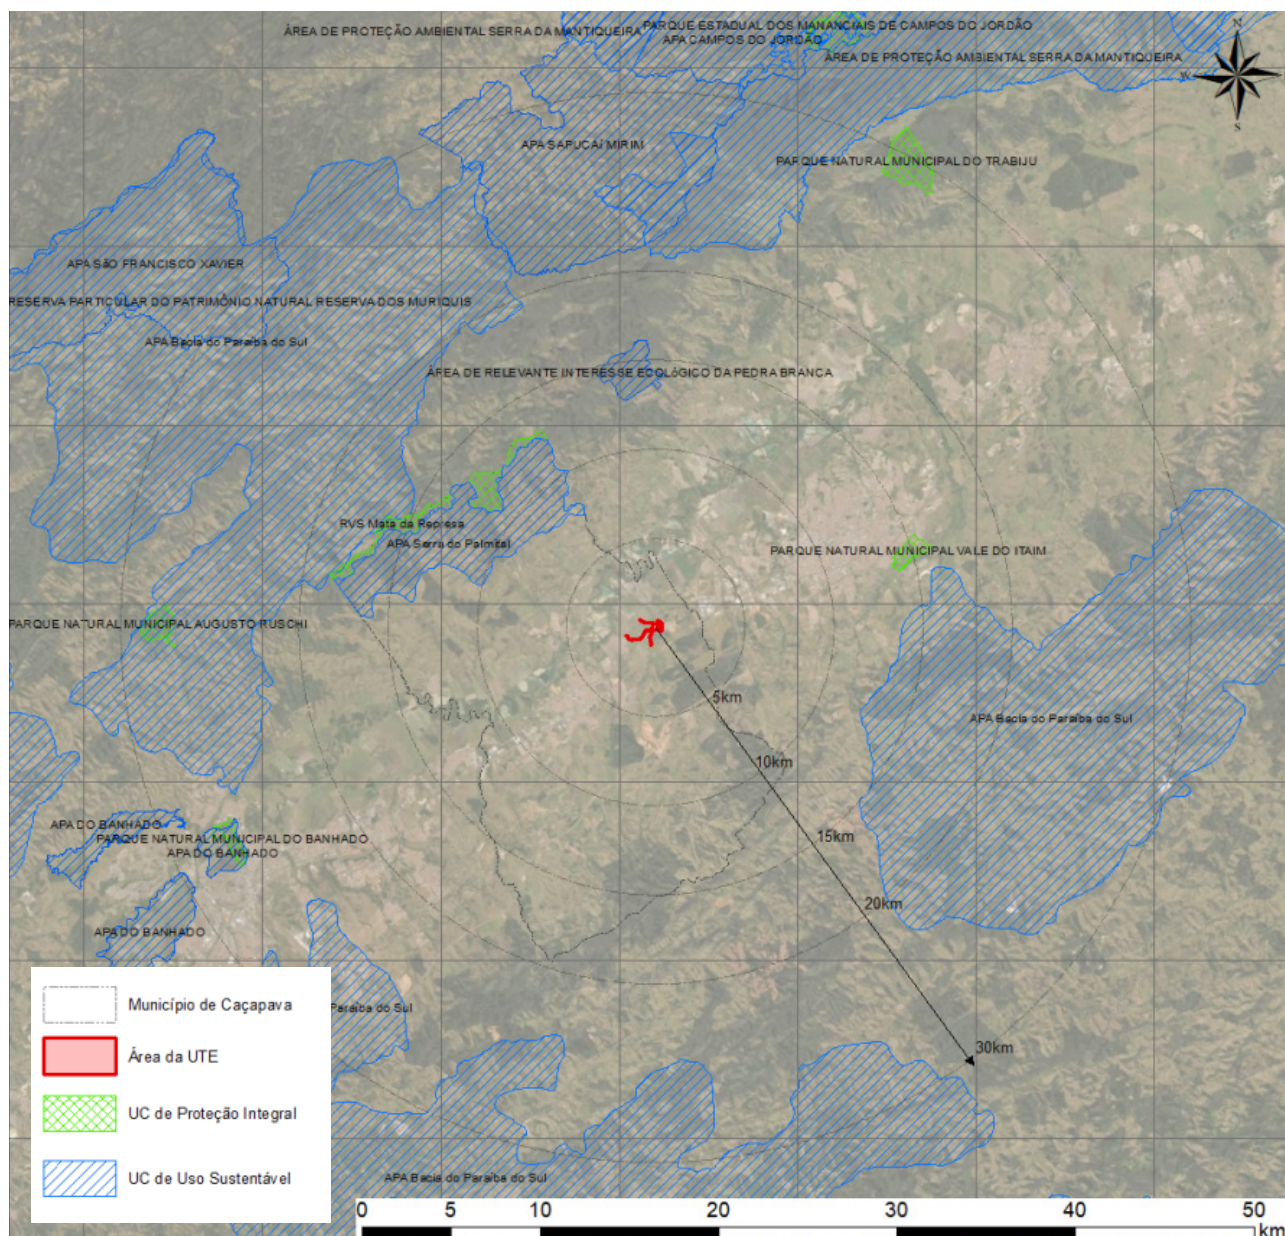 ÁREA DE PROTEÇÃO AMBIENTAL SERRA DA MANTIQUEIRA
PARQUE ESTADUAL DOS MANANCIAIS DE CAMPOS DO JORDÃO
APA CAMPOS DO JORDÃO
ÁREA DE PROTEÇÃO AMBIENTAL SERRA DA MANTIQUEIRA
N
W
S
APA SAPUCAÍ MIRIM
PARQUE NATURAL MUNICIPAL DO TRABIJU
APA SãO FRANCISCO XAVIER
RESERVA PARTICULAR DO PATRIMÔNIO NATURAL RESERVA DOS MURIQUIS
APA Bacia do Paraíba do Sul
ÁREA DE RELEVANTE INTERESSE ECOLóGICO DA PEDRA BRANCA
RVS Mata da Represa
APA Serra do Palmital
PARQUE NATURAL MUNICIPAL VALE DO ITAIM
PARQUE NATURAL MUNICIPAL AUGUSTO RUSCHI
5km
APA Bacia do Paraíba do Sul
10km
APA DO BANHADO
PARQUE NATURAL MUNICIPAL DO BANHADO
APA DO BANHADO
15km
20km
APA DO BANHADO
Paraíba do Sul
30km
Município de Caçapava
Área da UTE
UC de Proteção Integral
UC de Uso Sustentável
APA Bacia do Paraíba do Sul
0 5 10 20 30 40 50
km